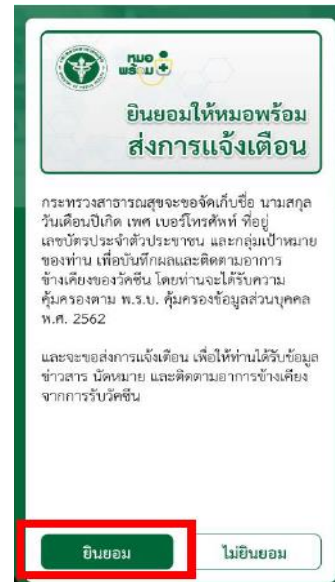 หมอ
พร้อม
ยินยอมให้หมอพร้อม
ส่งการแจ้งเตือน
กระทรวงสาธารณสุขจะขอจัดเก็บชื่อ นามสกุล
วันเดือนปีเกิด เพศ เบอร์โทรศัพท์ ที่อยู่
เลขบัตรประจำตัวประชาชน และกลุ่มเป้าหมาย
ของท่าน เพื่อบันทึกผลและติดตามอาการ
ข้างเคียงของวัคซีน โดยท่านจะได้รับความ
คุ้มครองตาม พ.ร.บ. คุ้มครองข้อมูลส่วนบุคคล
พ.ศ. 2562
และจะขอส่งการแจ้งเตือน เพื่อให้ท่านได้รับข้อมูล
ข่าวสาร นัดหมาย และติดตามอาการข้างเคียง
จากการรับวัคซีน
ยินยอม
ไม่ยินยอม